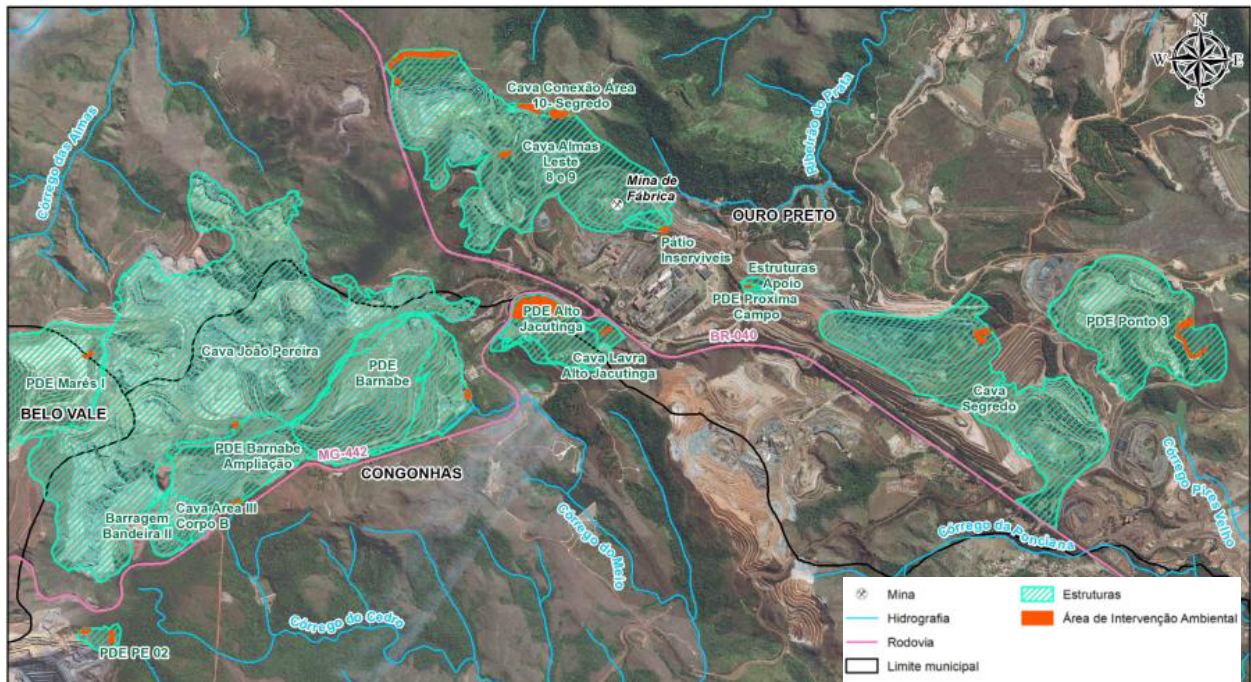 N
W E
S
Córrego das Almas
Cava Conexão Área
10- Segredo
Cava Almas
Leste
8 e 9
Mina de
Fábrica
Ribeirão do Prata
OURO PRETO
Pátio
Inservíveis
Estruturas
Apoio
PDE Proxima
Campo
PDE Alto
Jacutinga
PDE Ponto 3
Cava João Pereira
PDE
Barnabe
BR-040
Cava Lavra
Alto Jacutinga
PDE Marés I
BELO VALE
Cava
Segredo
PDE Barnabe
Ampliação
MG-442
CONGONHAS
Cava Area III
Corpo B
Barragem
Bandeira II
Córrego do Meio
Córrego Pires Velho
Córrego da Ponciana
Córrego do Cedro
PDE PE 02
Mina
Hidrografia
Rodovia
Limite municipal
Estruturas
Área de Intervenção Ambiental